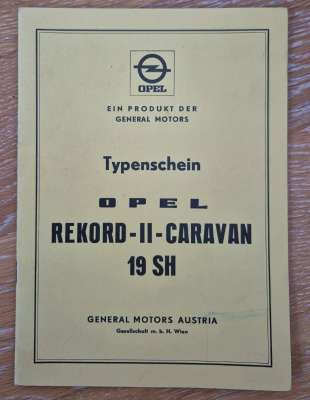 OPEL
EIN PRODUKT DER
GENERAL MOTORS
Typenschein
OPEL
REKORD-II-CARAVAN
19 SH
GENERAL MOTORS AUSTRIA
Gesellschaft m. b. H. Wien